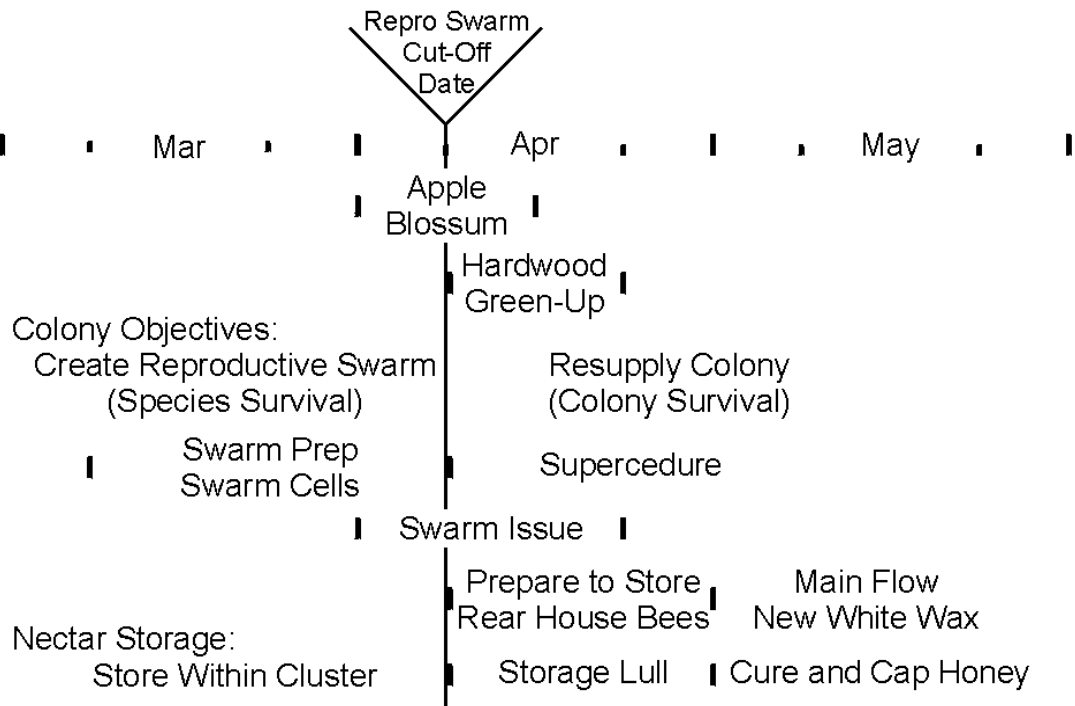 Repro Swarm
Cut-Off
Date
Mar Apr May
Apple
Blossum
Hardwood
Green-Up
Colony Objectives:
Create Reproductive Swarm Resupply Colony
(Species Survival) (Colony Survival)
Swarm Prep
Swarm Cells
Supercedure
Swarm Issue
Prepare to Store Main Flow
Rear House Bees New White Wax
Nectar Storage:
Store Within Cluster Storage Lull Cure and Cap Honey